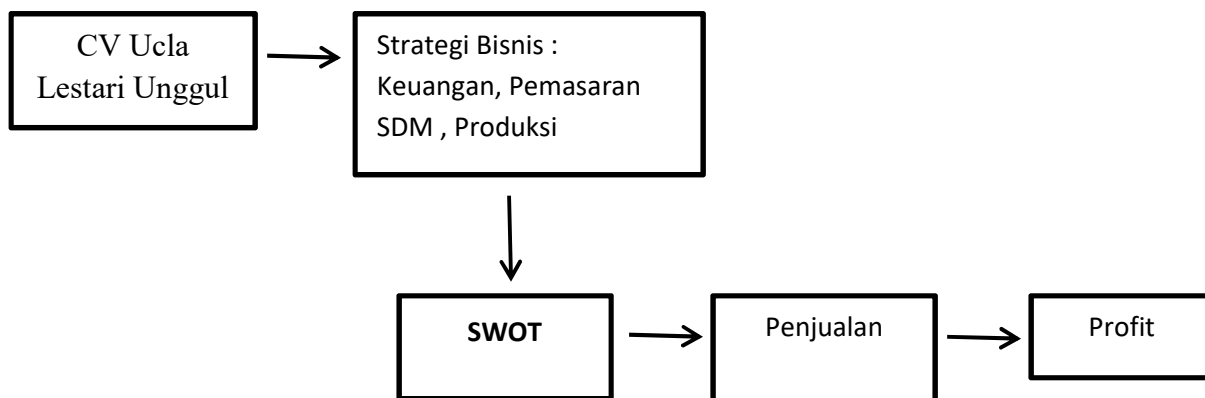 CV Ucla
Lestari Unggul
Strategi Bisnis :
Keuangan, Pemasaran
SDM , Produksi
SWOT
Penjualan
Profit